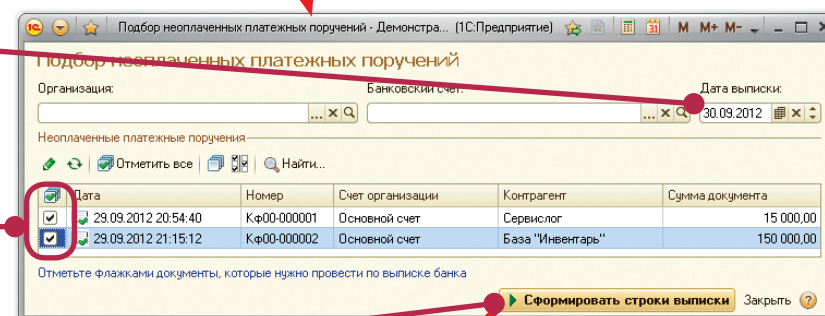 1С Подбор неоплаченных платежных поручений - Демонстра... (1С:Предприятие) 31 M M+ M-
Подбор неоплаченных платежных поручений
Организация: Банковский счет: Дата выписки:
... ... 30.09.2012
Неоплаченные платежные поручения
Отметить все Найти...
Дата Номер Счет организации Контрагент Сумма документа
29.09.2012 20:54:40 Кф00-000001 Основной счет Сервислог 15 000,00
29.09.2012 21:15:12 Кф00-000002 Основной счет База "Инвентарь" 150 000,00
Отметьте флажками документы, которые нужно провести по выписке банка
Сформировать строки выписки Закрыть ?